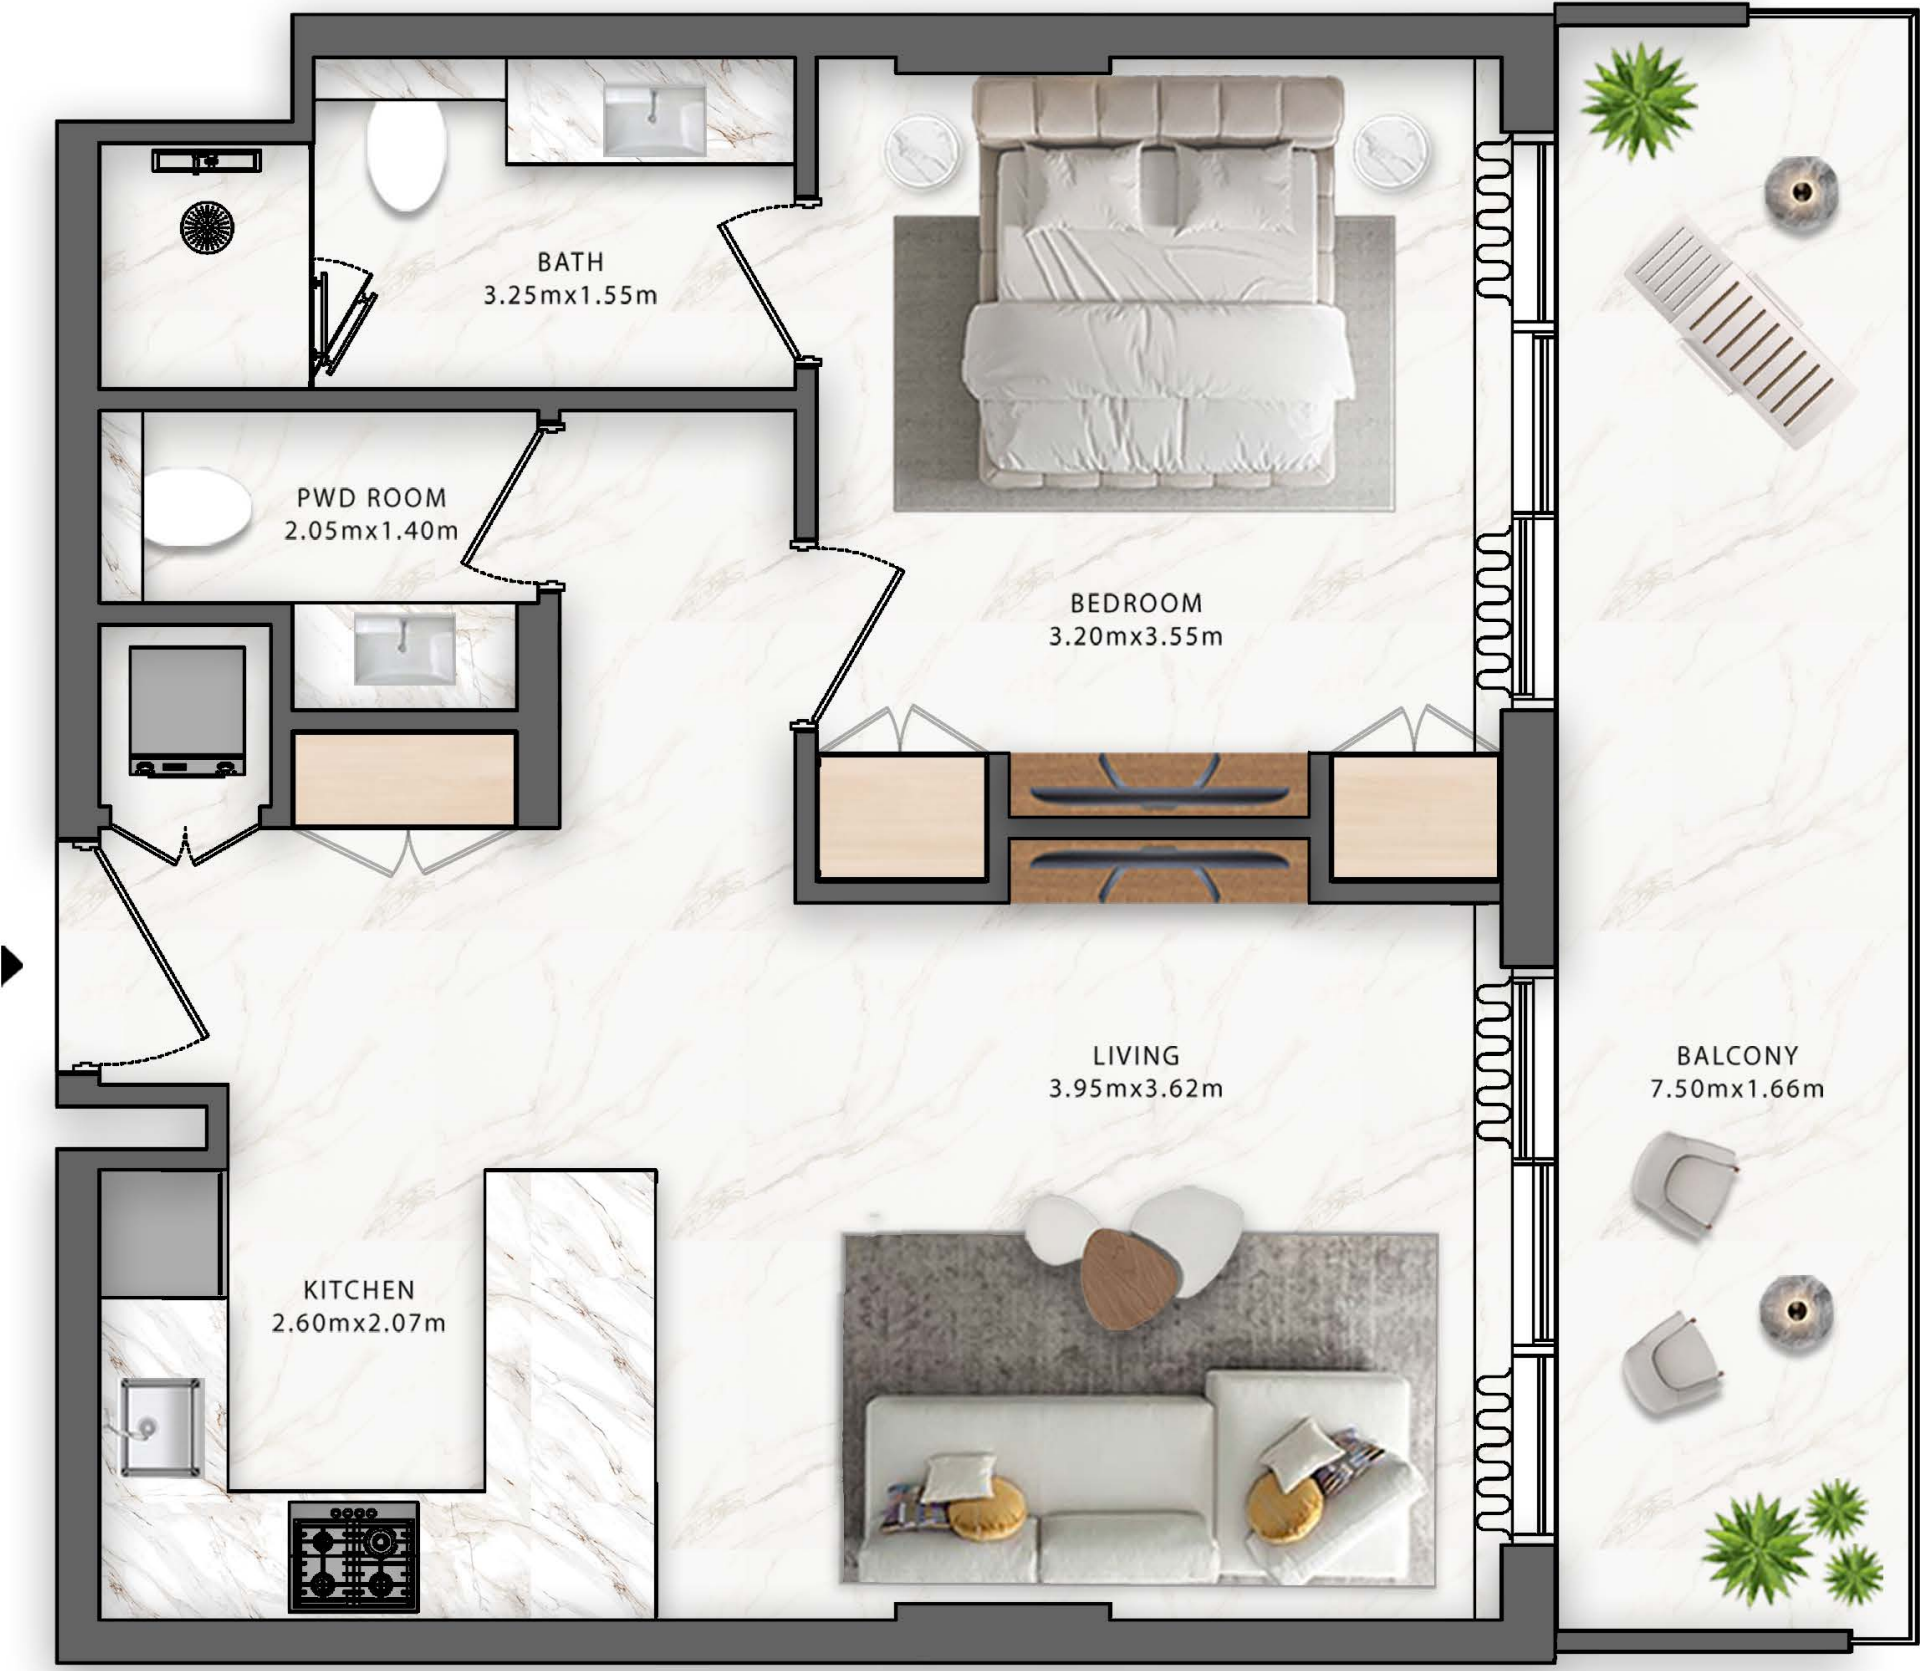 BATH
3.25mx1.55m
PWD ROOM
2.05mx1.40m
BEDROOM
3.20mx3.55m
LIVING
3.95mx3.62m
BALCONY
7.50mx1.66m
KITCHEN
2.60mx2.07m